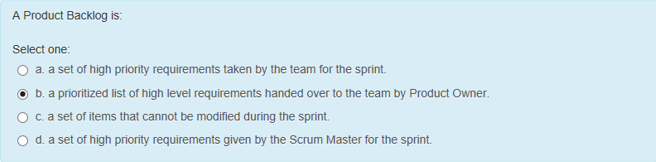 A Product Backlog is:
Select one:
a. a set of high priority requirements taken by the team for the sprint.
b. a prioritized list of high level requirements handed over to the team by Product Owner.
c. a set of items that cannot be modified during the sprint.
d. a set of high priority requirements given by the Scrum Master for the sprint.